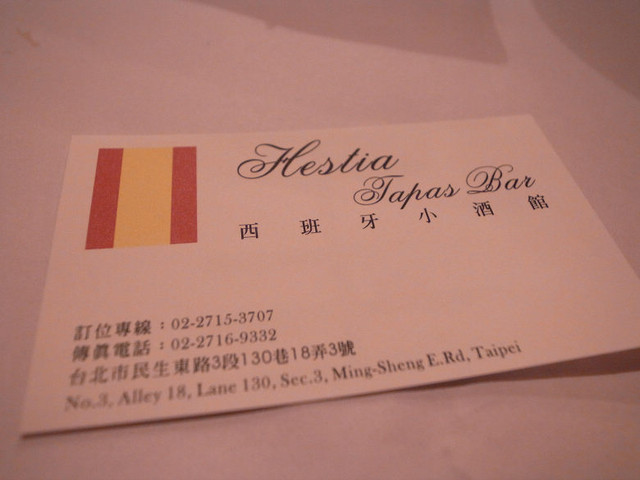 Hestia
Tapas Bar
西班牙小酒館
訂位專線：02-2715-3707
傳眞電話：02-2716-9332
台北市民生東路3段130巷18弄3號
No.3, Alley 18, Lane 130, Sec.3, Ming-Sheng E.Rd, Taipei